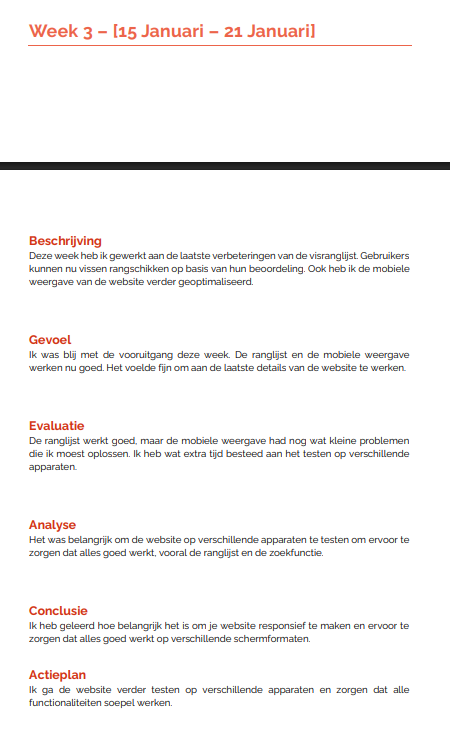 Week 3 – [15 Januari – 21 Januari]
Beschrijving
Deze week heb ik gewerkt aan de laatste verbeteringen van de visranglijst. Gebruikers
kunnen nu vissen rangschikken op basis van hun beoordeling. Ook heb ik de mobiele
weergave van de website verder geoptimaliseerd.
Gevoel
Ik was blij met de vooruitgang deze week. De ranglijst en de mobiele weergave
werken nu goed. Het voelde fijn om aan de laatste details van de website te werken.
Evaluatie
De ranglijst werkt goed, maar de mobiele weergave had nog wat kleine problemen
die ik moest oplossen. Ik heb wat extra tijd besteed aan het testen op verschillende
apparaten.
Analyse
Het was belangrijk om de website op verschillende apparaten te testen om ervoor te
zorgen dat alles goed werkt, vooral de ranglijst en de zoekfunctie.
Conclusie
Ik heb geleerd hoe belangrijk het is om je website responsief te maken en ervoor te
zorgen dat alles goed werkt op verschillende schermformaten.
Actieplan
Ik ga de website verder testen op verschillende apparaten en zorgen dat alle
functionaliteiten soepel werken.